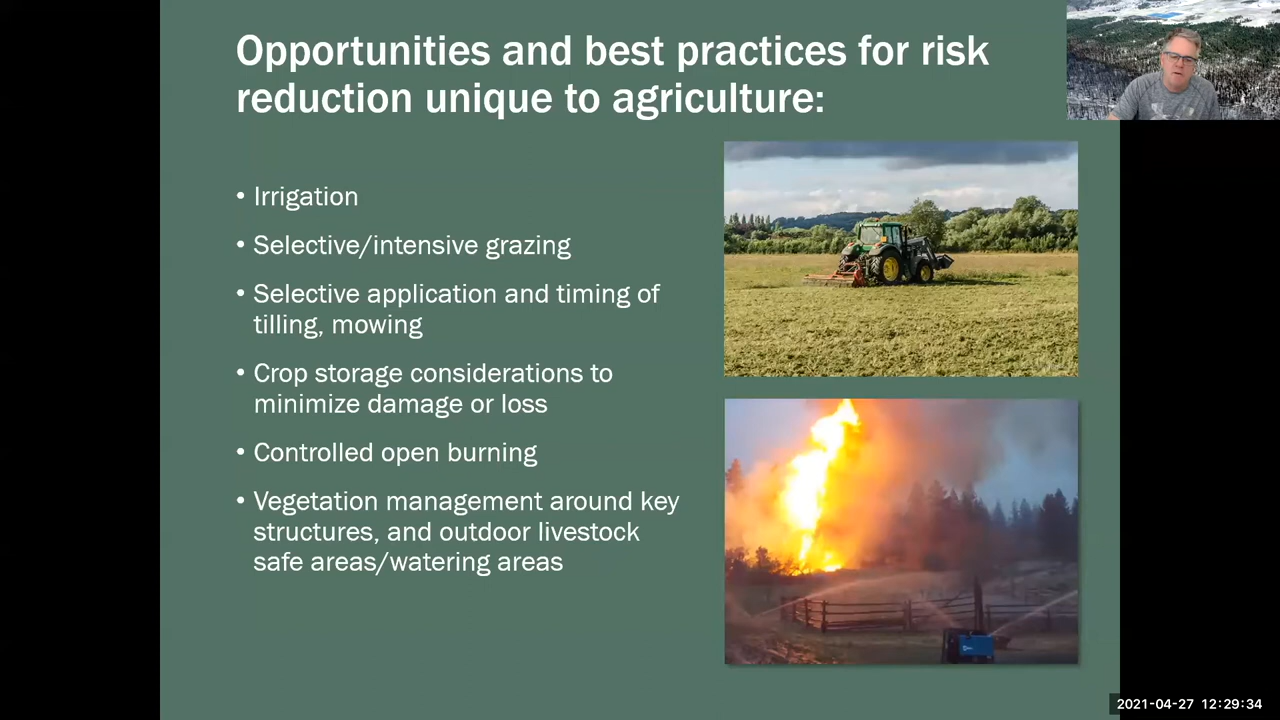 Opportunities and best practices for risk
reduction unique to agriculture:
• Irrigation
• Selective/intensive grazing
• Selective application and timing of
tilling, mowing
• Crop storage considerations to
minimize damage or loss
• Controlled open burning
• Vegetation management around key
structures, and outdoor livestock
safe areas/watering areas
2021-04-27 12:29:34